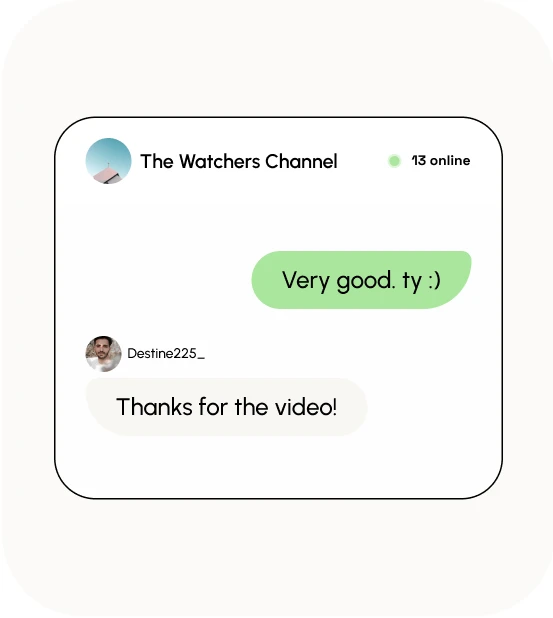 The Watchers Channel
13 online
Very good. ty :)
Destine225_
Thanks for the video!